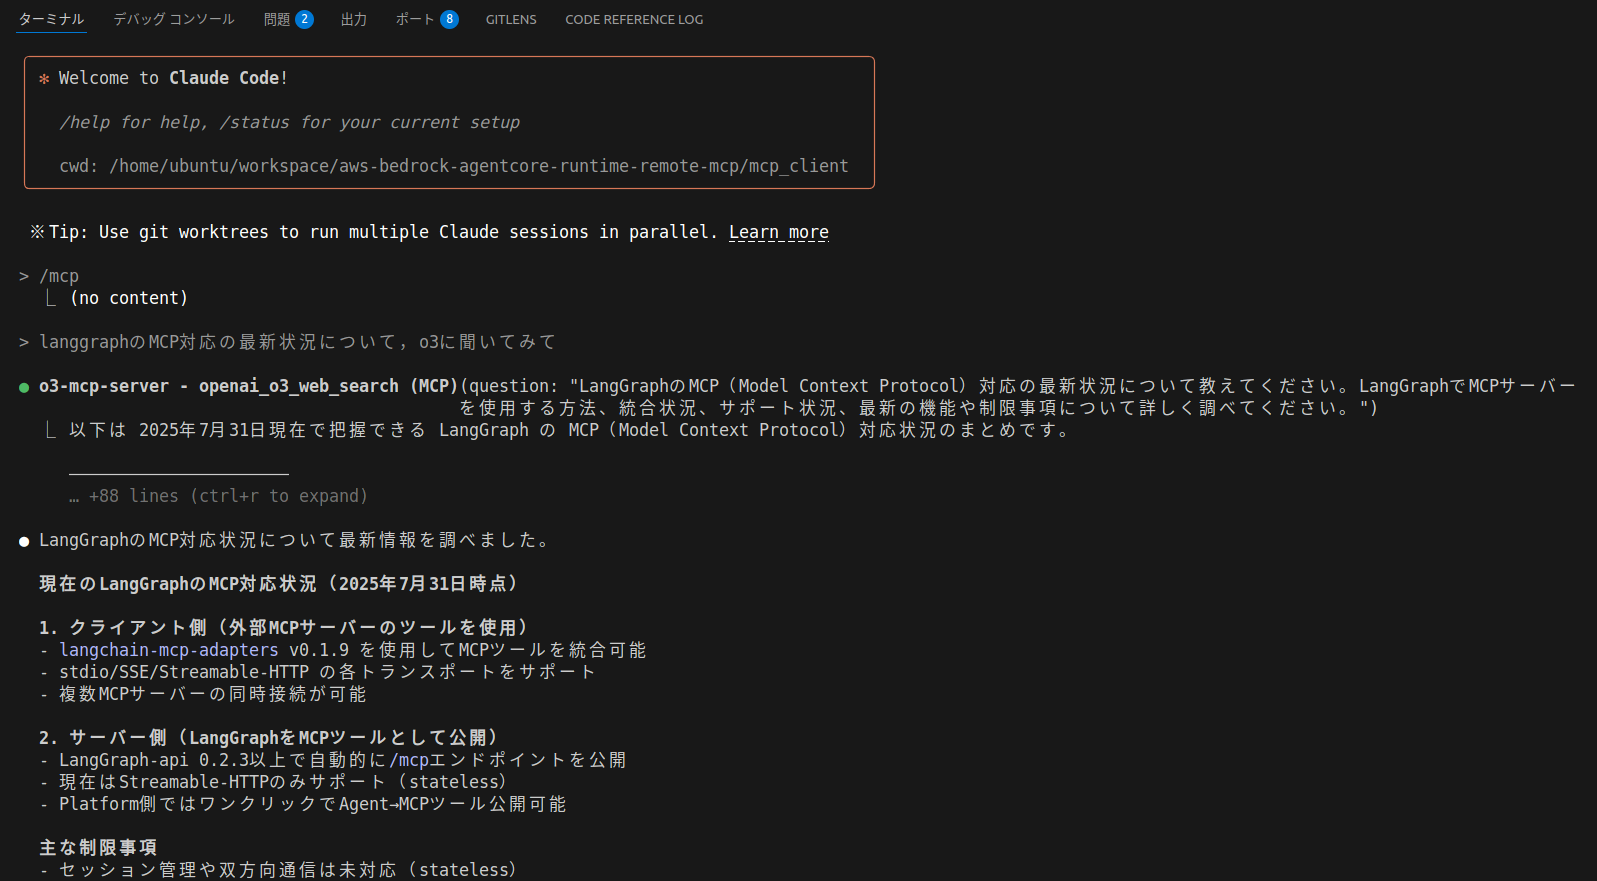 ターミナル デバッグ コンソール 問題 2 出力 ポート 8 GITLENS CODE REFERENCE LOG
✻ Welcome to Claude Code!
/help for help, /status for your current setup
cwd: /home/ubuntu/workspace/aws-bedrock-agentcore-runtime-remote-mcp/mcp_client
※ Tip: Use git worktrees to run multiple Claude sessions in parallel. Learn more
> /mcp
⎿ (no content)
> langgraphのMCP対応の最新状況について，o3に聞いてみて
● o3-mcp-server - openai_o3_web_search (MCP)(question: "LangGraphのMCP（Model Context Protocol）対応の最新状況について教えてください。LangGraphでMCPサーバー
を使用する方法、統合状況、サポート状況、最新の機能や制限事項について詳しく調べてください。")
⎿ 以下は 2025年7月31日現在で把握できる LangGraph の MCP（Model Context Protocol）対応状況のまとめです。
──────────────────────
… +88 lines (ctrl+r to expand)
● LangGraphのMCP対応状況について最新情報を調べました。
現在のLangGraphのMCP対応状況（2025年7月31日時点）
1. クライアント側（外部MCPサーバーのツールを使用）
- langchain-mcp-adapters v0.1.9 を使用してMCPツールを統合可能
- stdio/SSE/Streamable-HTTP の各トランスポートをサポート
- 複数MCPサーバーの同時接続が可能
2. サーバー側（LangGraphをMCPツールとして公開）
- LangGraph-api 0.2.3以上で自動的に/mcpエンドポイントを公開
- 現在はStreamable-HTTPのみサポート（stateless）
- Platform側ではワンクリックでAgent→MCPツール公開可能
主な制限事項
- セッション管理や双方向通信は未対応（stateless）